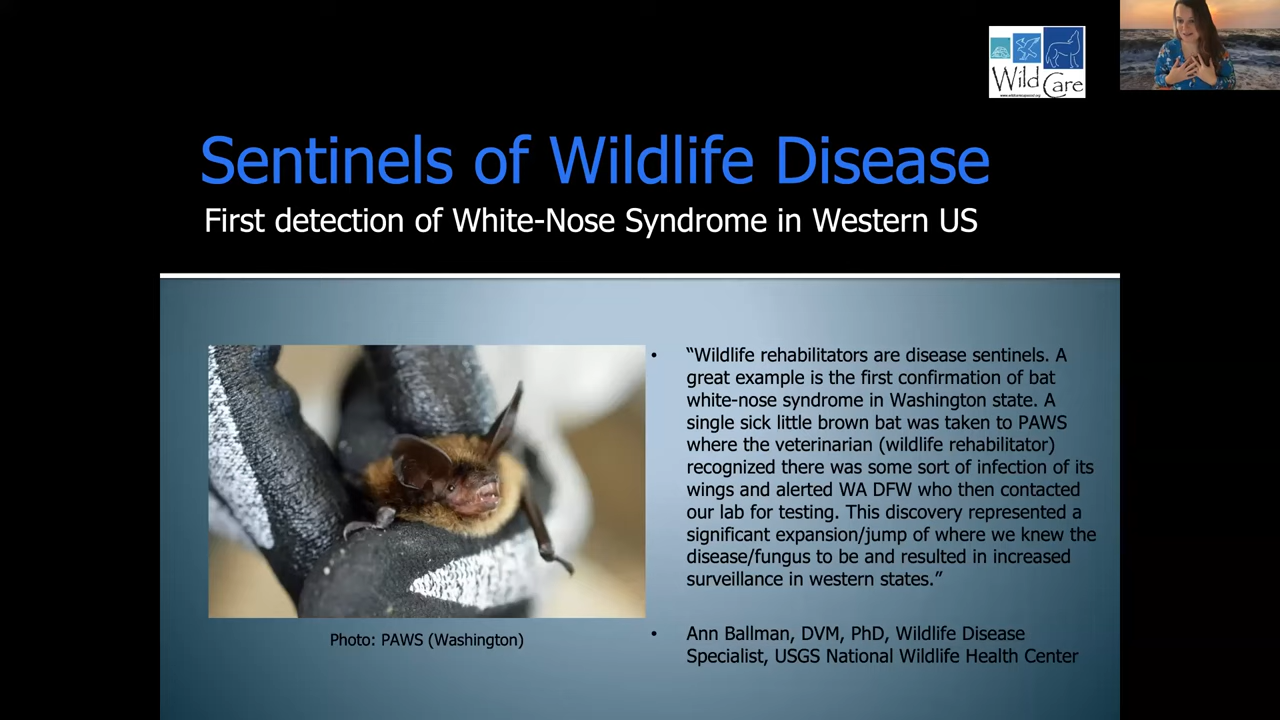 Wild Care
Sentinels of Wildlife Disease
First detection of White-Nose Syndrome in Western US
• “Wildlife rehabilitators are disease sentinels. A
great example is the first confirmation of bat
white-nose syndrome in Washington state. A
single sick little brown bat was taken to PAWS
where the veterinarian (wildlife rehabilitator)
recognized there was some sort of infection of its
wings and alerted WA DFW who then contacted
our lab for testing. This discovery represented a
significant expansion/jump of where we knew the
disease/fungus to be and resulted in increased
surveillance in western states.”
Photo: PAWS (Washington)
• Ann Ballman, DVM, PhD, Wildlife Disease
Specialist, USGS National Wildlife Health Center